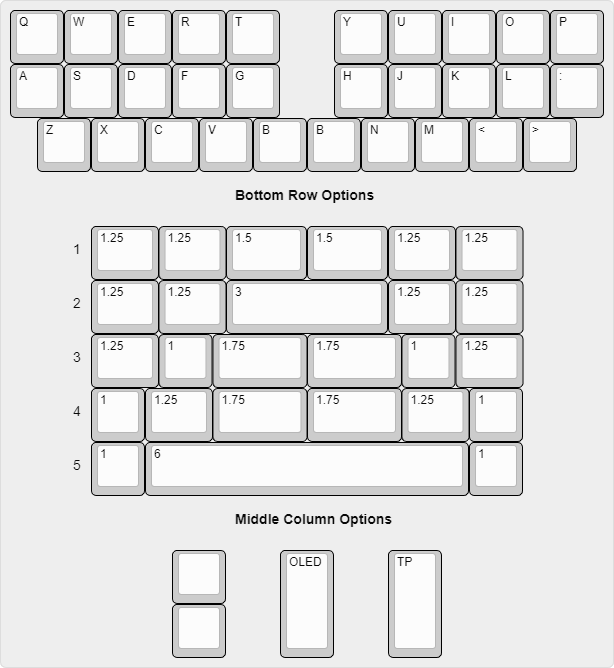 Q W E R T Y U I O P
A S D F G H J K L :
Z X C V B B N M < >
Bottom Row Options
1 1.25 1.25 1.5 1.5 1.25 1.25
2 1.25 1.25 3 1.25 1.25
3 1.25 1 1.75 1.75 1 1.25
4 1 1.25 1.75 1.75 1.25 1
5 1 6 1
Middle Column Options
OLED TP